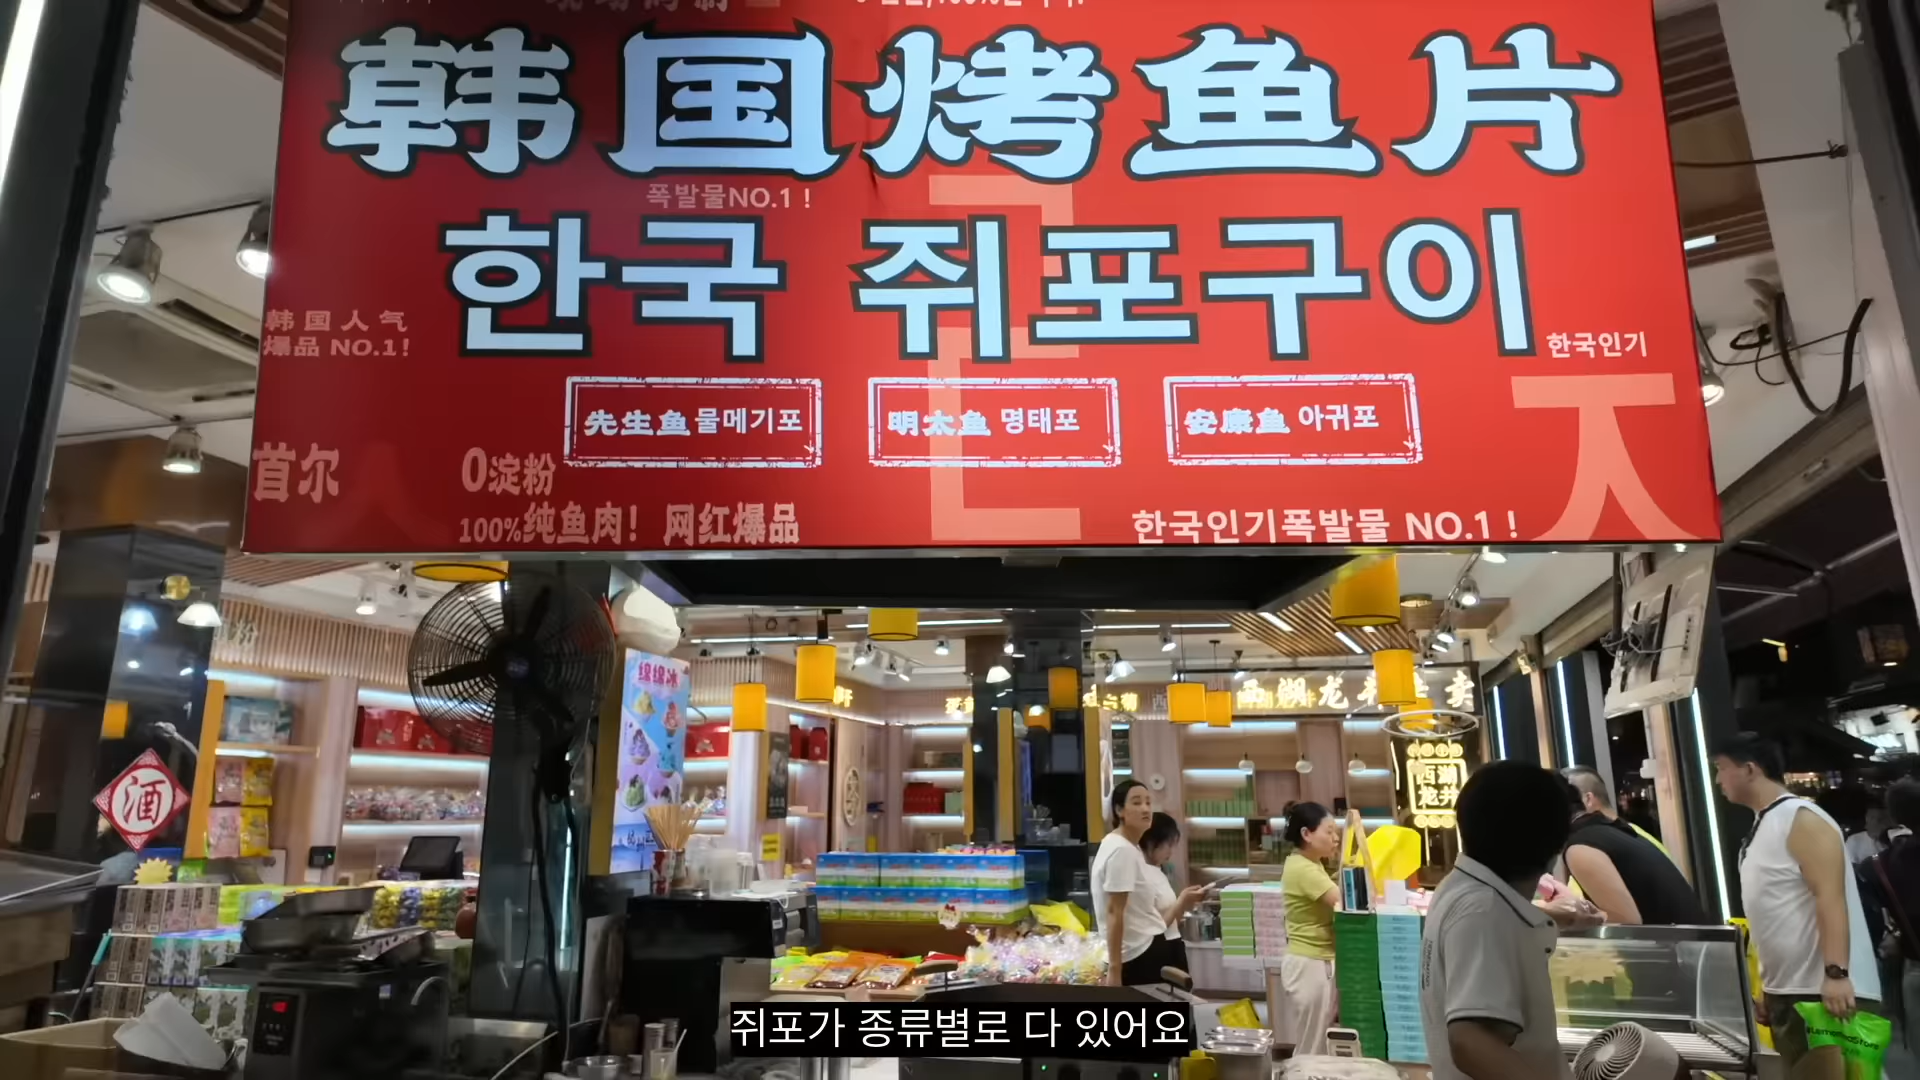 韩国烤鱼片
폭발물NO.1 !
한국 쥐포구이
韩国人气
爆品 NO.1!
한국인기
先生鱼 물메기포
明太鱼 명태포
安康鱼 아귀포
首尔
0淀粉
100%纯鱼肉! 网红爆品
한국인기폭발물 NO.1 !
ㅈ
绵绵冰
西湖龙井
酒
쥐포가 종류별로 다 있어요